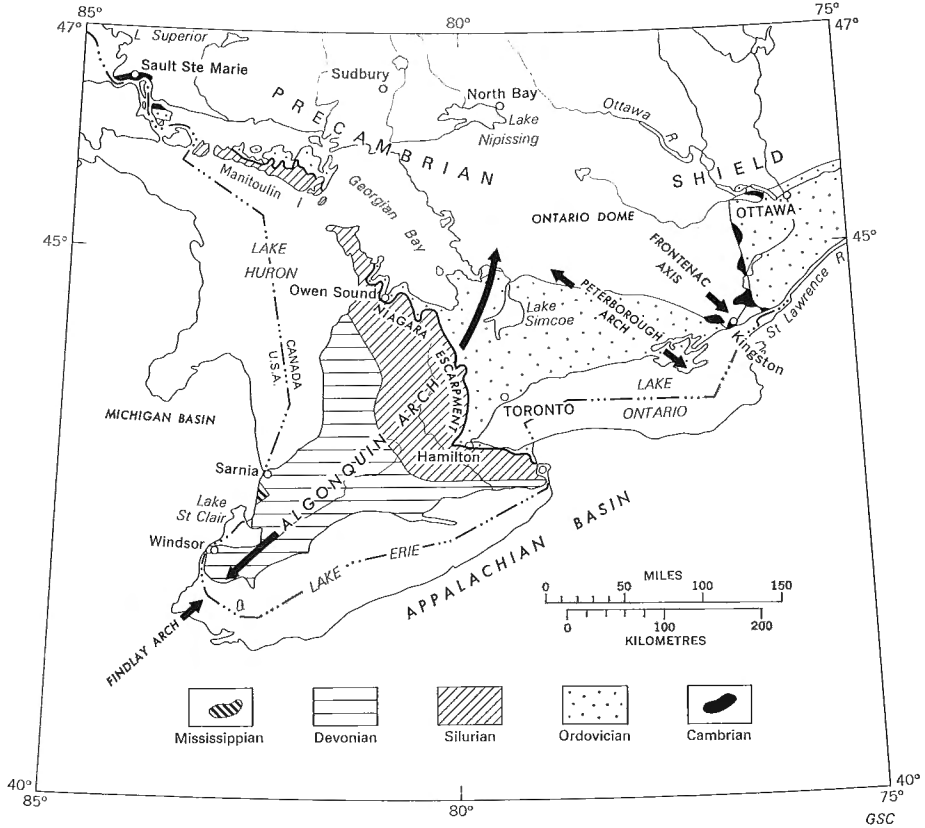 85°
80°
75°
47°
47°
L Superior
Sault Ste Marie
Sudbury
North Bay
Lake
Nipissing
Ottawa R
PRECAMBRIAN
SHIELD
Manitoulin I
Georgian
Bay
ONTARIO DOME
OTTAWA
45°
45°
LAKE
HURON
FRONTENAC
AXIS
St Lawrence R
Owen Sound
NIAGARA
ESCARPMENT
Lake
Simcoe
PETERBOROUGH
ARCH
Kingston
CANADA
U.S.A.
LAKE
ONTARIO
TORONTO
MICHIGAN BASIN
Hamilton
Sarnia
ALGONQUIN ARCH
Lake
St Clair
Windsor
LAKE ERIE
APPALACHIAN BASIN
FINDLAY ARCH
MILES
0 50 100 150
0 100 200
KILOMETRES
Mississippian
Devonian
Silurian
Ordovician
Cambrian
40°
40°
85°
80°
75°
GSC